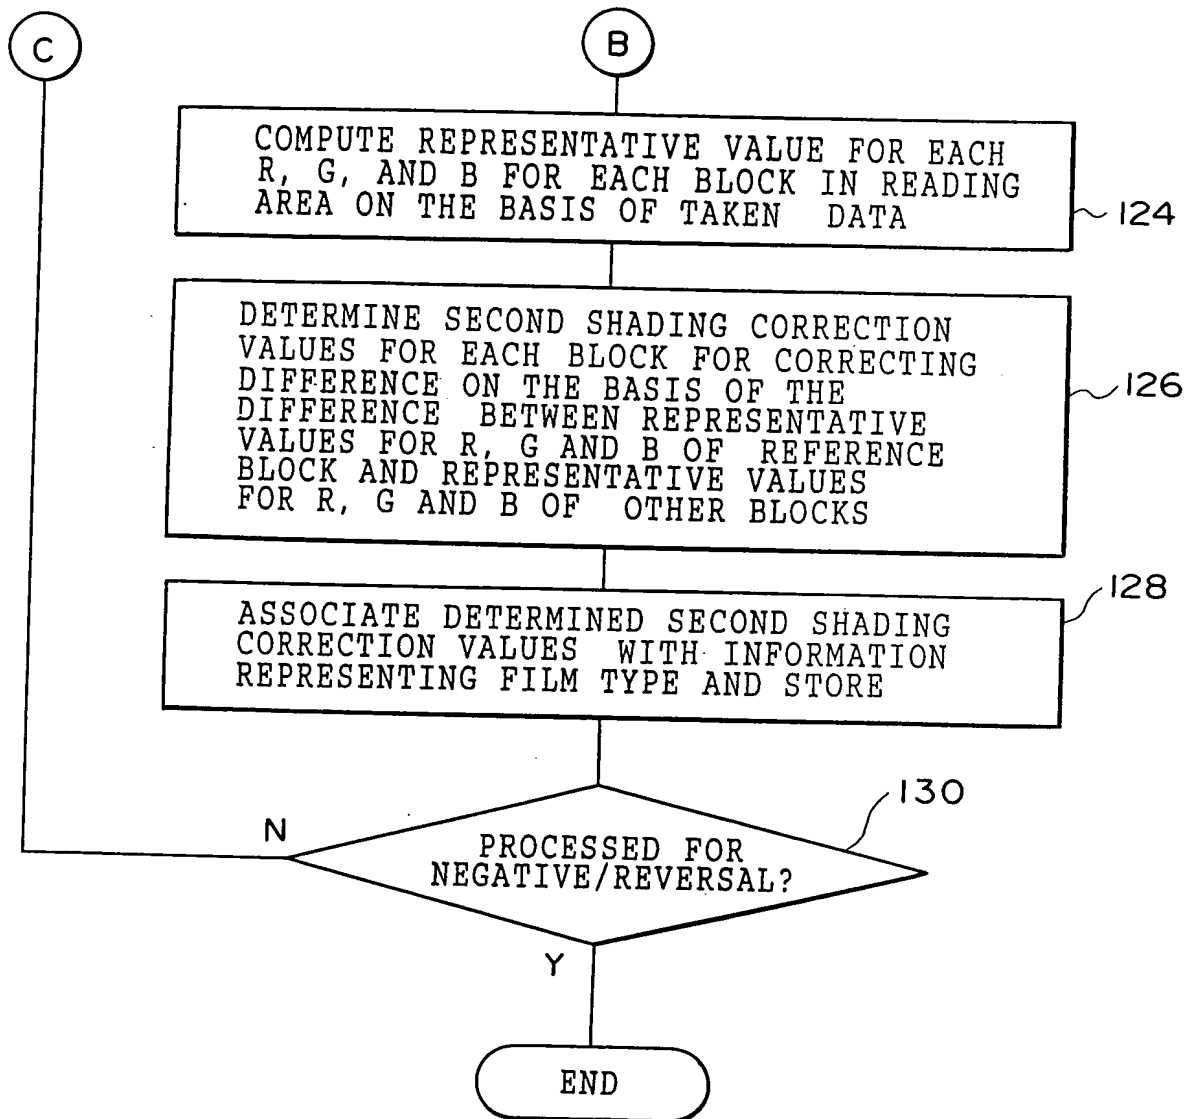 C
B
COMPUTE REPRESENTATIVE VALUE FOR EACH
R, G, AND B FOR EACH BLOCK IN READING
AREA ON THE BASIS OF TAKEN DATA
124
DETERMINE SECOND SHADING CORRECTION
VALUES FOR EACH BLOCK FOR CORRECTING
DIFFERENCE ON THE BASIS OF THE
DIFFERENCE BETWEEN REPRESENTATIVE
VALUES FOR R, G AND B OF REFERENCE
BLOCK AND REPRESENTATIVE VALUES
FOR R, G AND B OF OTHER BLOCKS
126
ASSOCIATE DETERMINED SECOND SHADING
CORRECTION VALUES WITH INFORMATION
REPRESENTING FILM TYPE AND STORE
128
130
N
PROCESSED FOR
NEGATIVE/REVERSAL?
Y
END